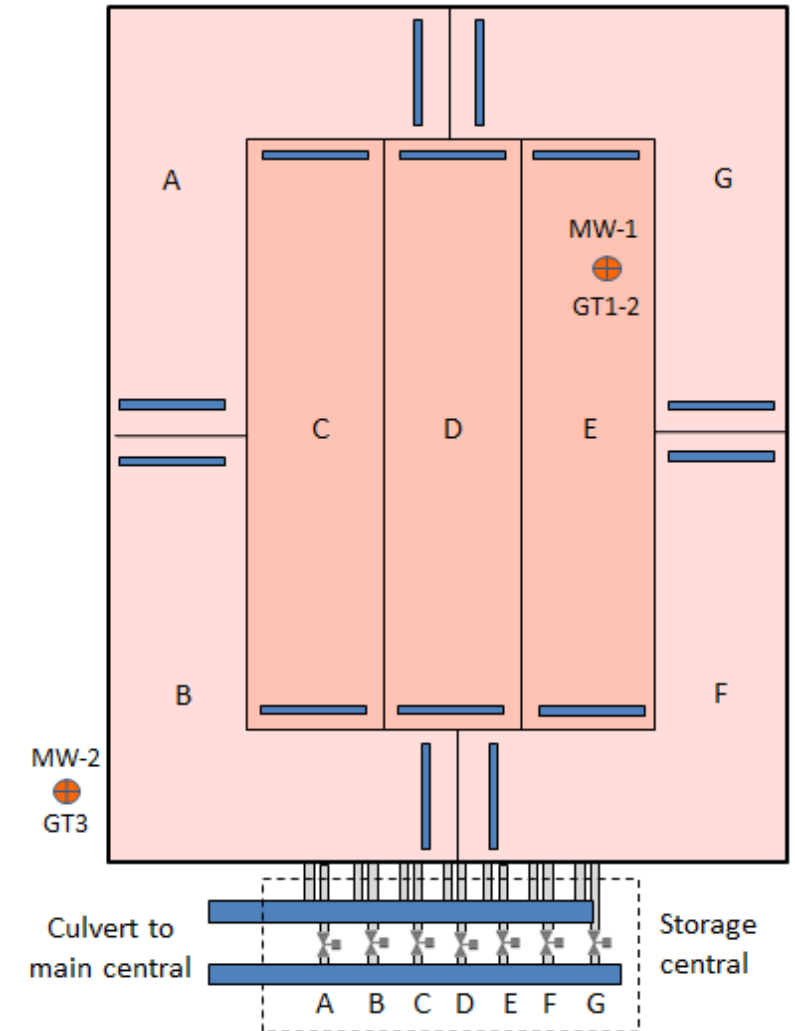 A
G
MW-1
GT1-2
C
D
E
B
F
MW-2
GT3
Culvert to
main central
Storage
central
A B C D E F G